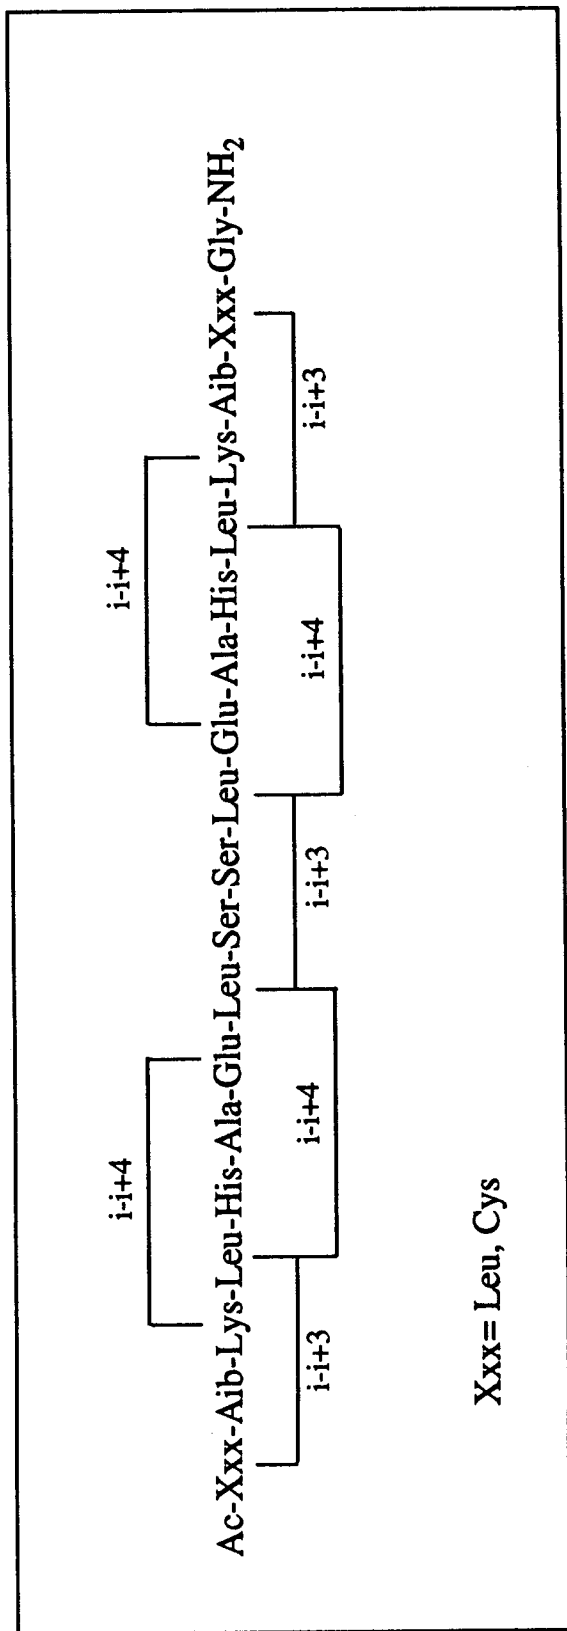 i-i+4 i-i+4
Ac-Xxx-Aib-Lys-Leu-His-Ala-Glu-Leu-Ser-Ser-Leu-Glu-Ala-His-Leu-Lys-Aib-Xxx-Gly-NH₂
i-i+3 i-i+4 i-i+3 i-i+4 i-i+3
Xxx= Leu, Cys